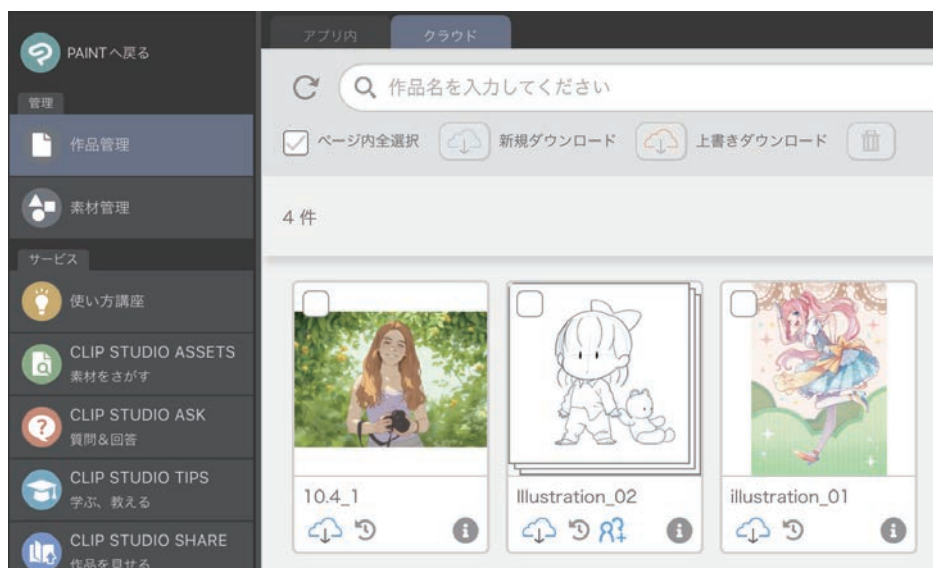 PAINTへ戻る
管理
作品管理
素材管理
サービス
使い方講座
CLIP STUDIO ASSETS
素材をさがす
CLIP STUDIO ASK
質問&回答
CLIP STUDIO TIPS
学ぶ、教える
CLIP STUDIO SHARE
作品を見せる
アプリ内 クラウド
作品名を入力してください
ページ内全選択 新規ダウンロード 上書きダウンロード
4 件
10.4_1
Illustration_02
illustration_01